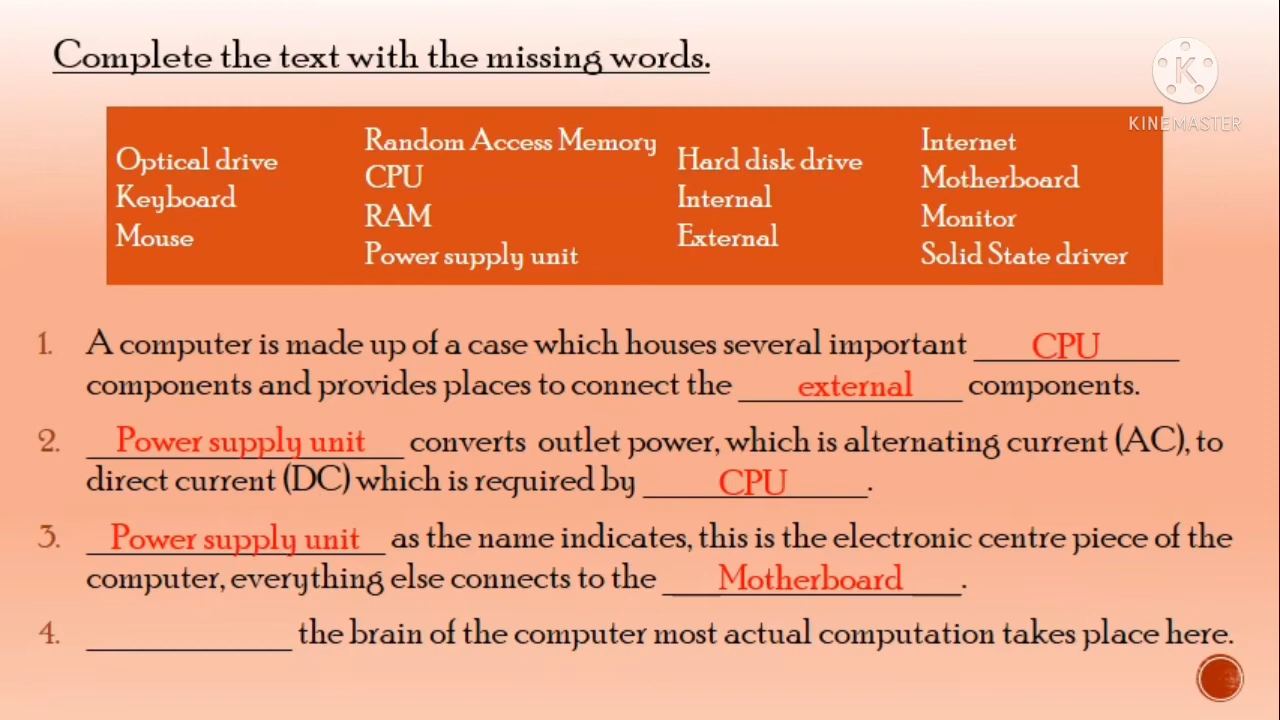 Complete the text with the missing words.
KINEMASTER
Optical drive
Keyboard
Mouse
Random Access Memory
CPU
RAM
Power supply unit
Hard disk drive
Internal
External
Internet
Motherboard
Monitor
Solid State driver
1. A computer is made up of a case which houses several important CPU
components and provides places to connect the external components.
2. Power supply unit converts outlet power, which is alternating current (AC), to
direct current (DC) which is required by CPU.
3. Power supply unit as the name indicates, this is the electronic centre piece of the
computer, everything else connects to the Motherboard.
4. ____________ the brain of the computer most actual computation takes place here.